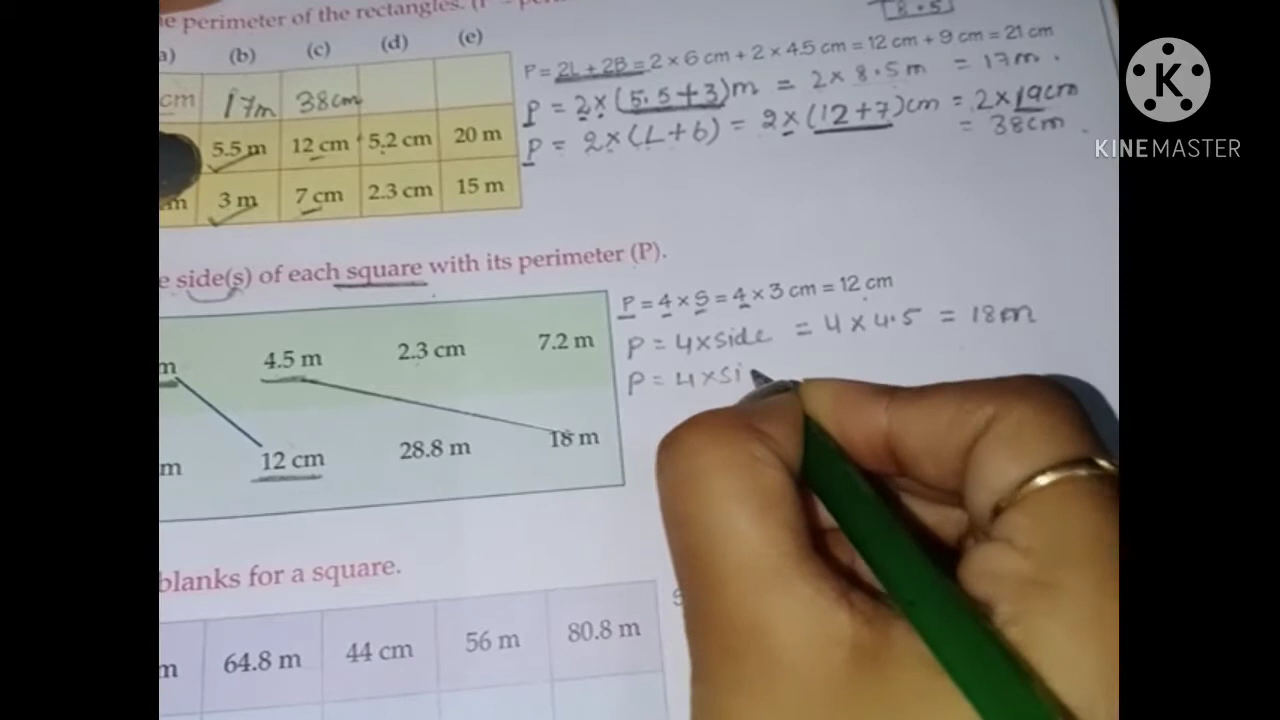 e perimeter of the rectangles.
8.5
a) (b) (c) (d) (e)
P = 2L + 2B = 2 × 6 cm + 2 × 4.5 cm = 12 cm + 9 cm = 21 cm
cm 17m 38cm
P = 2×(5.5+3)m = 2×8.5m = 17m.
5.5 m 12 cm 5.2 cm 20 m
P = 2×(L+6) = 2×(12+7)cm = 2×19cm
= 38cm
m 3 m 7 cm 2.3 cm 15 m
e side(s) of each square with its perimeter (P).
P = 4 × S = 4 × 3 cm = 12 cm
m 4.5 m 2.3 cm 7.2 m
P = 4×side = 4×4.5 = 18m
P = 4×Si
m 12 cm 28.8 m 18 m
blanks for a square.
m 64.8 m 44 cm 56 m 80.8 m
KINEMASTER